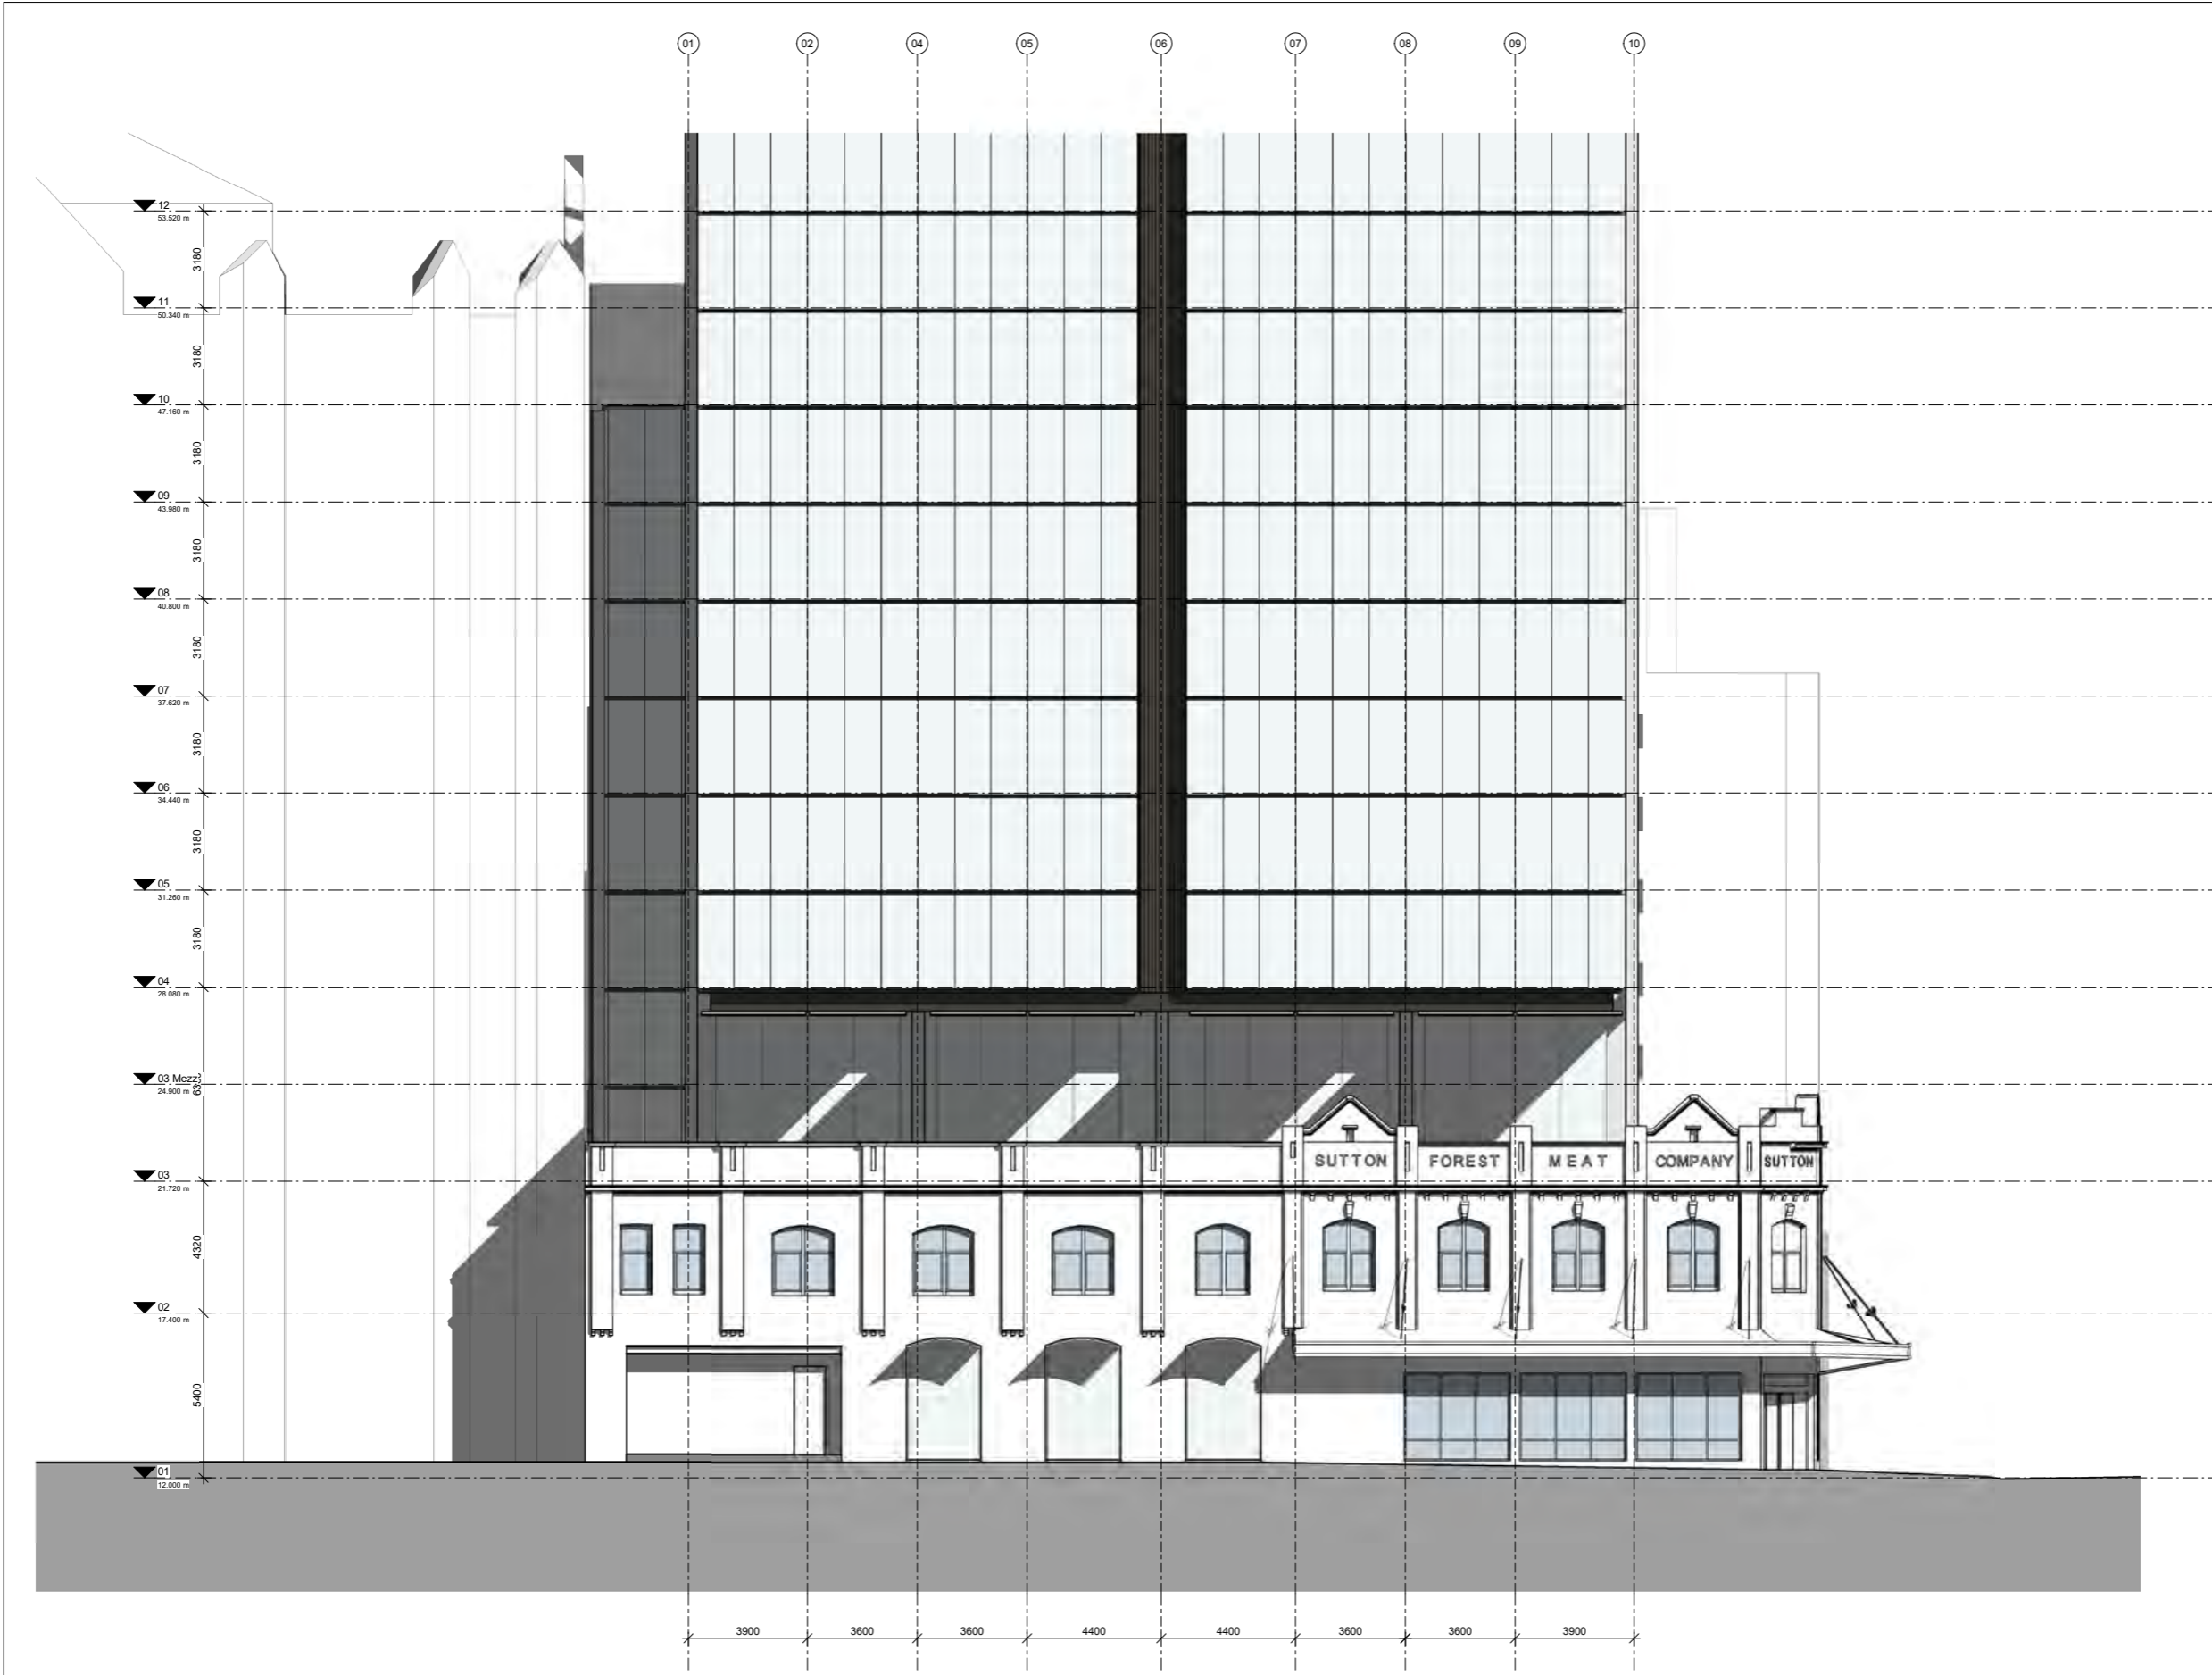 01 02 04 05 06 07 08 09 10
12
53.520 m
3180
11
50.340 m
3180
10
47.160 m
3180
09
43.980 m
3180
08
40.800 m
3180
07
37.620 m
3180
06
34.440 m
3180
05
31.260 m
3180
04
28.080 m
03 Mezz
24.900 m
SUTTON FOREST MEAT COMPANY SUTTON
03
21.720 m
4320
02
17.400 m
5400
01
12.000 m
3900 3600 3600 4400 4400 3600 3600 3900